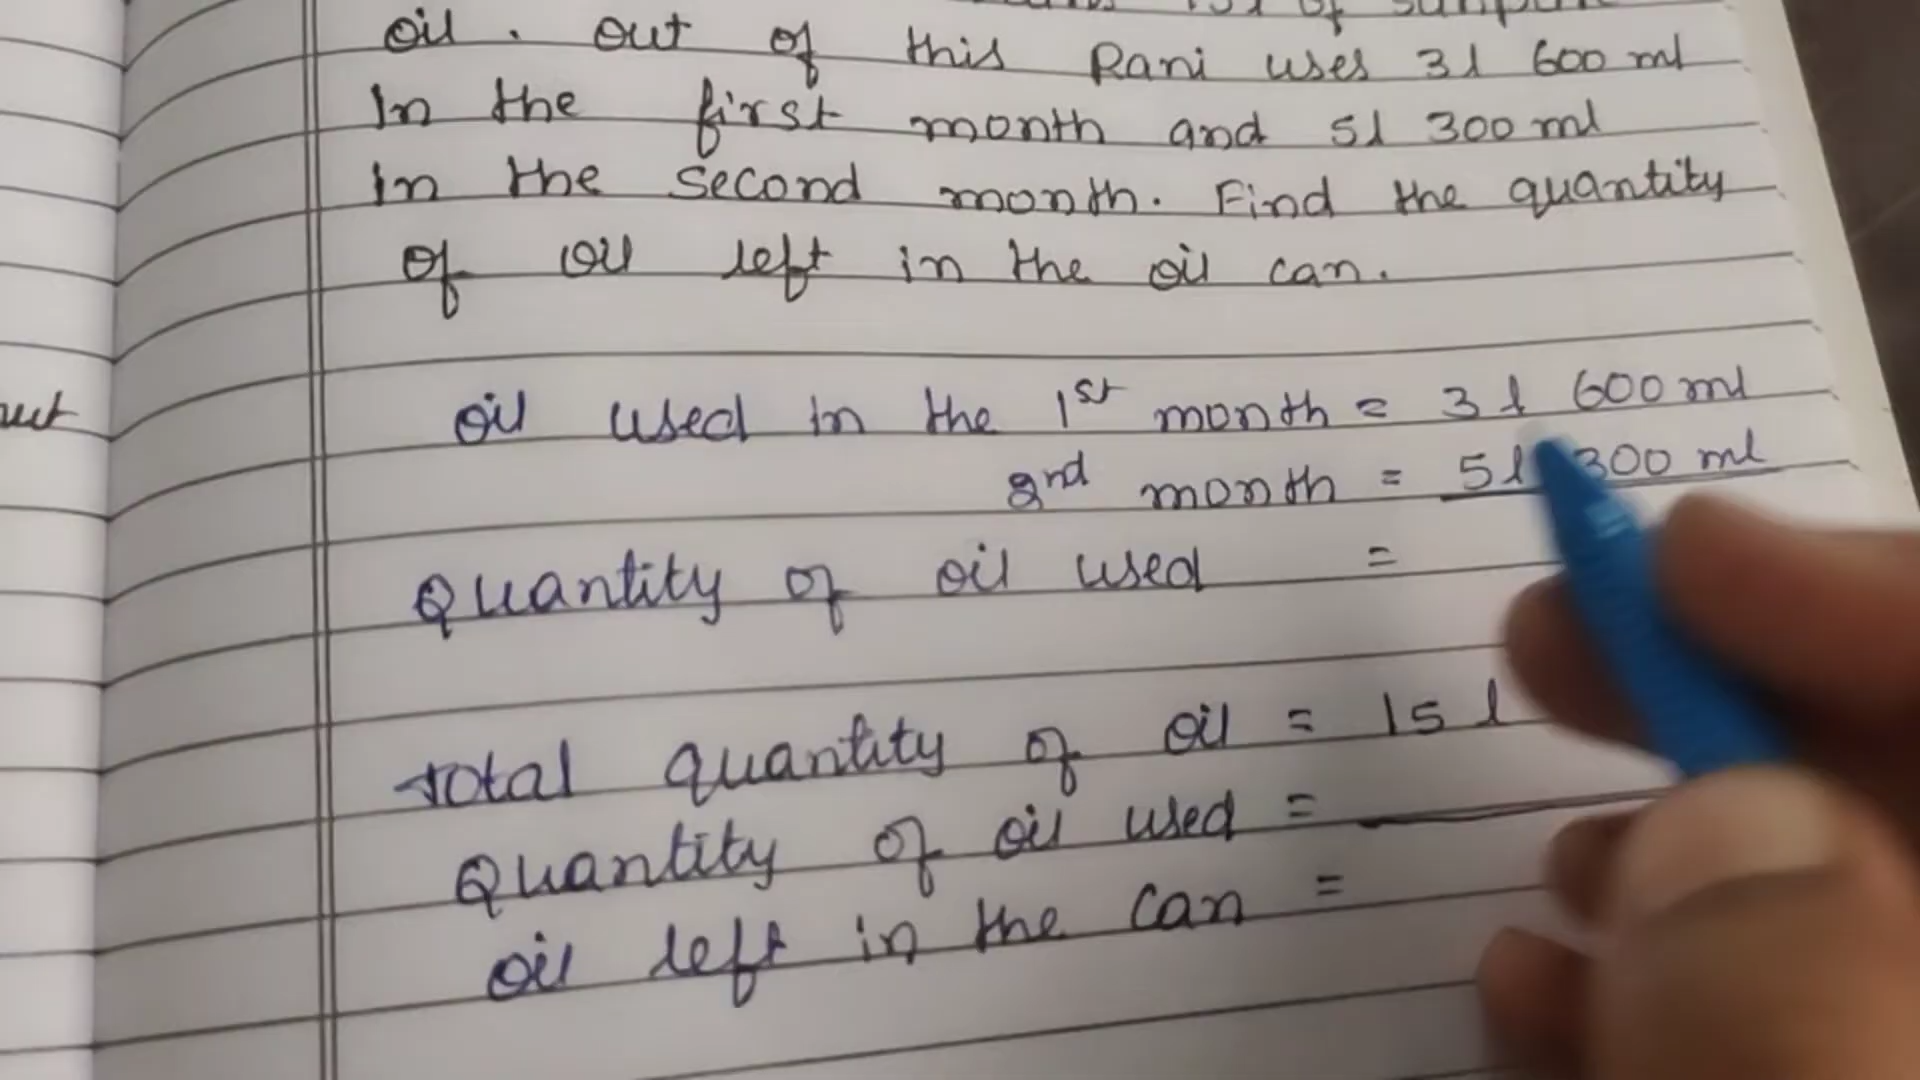 15 l of
oil. out of this Rani uses 3 l 600 ml
In the first month and 5 l 300 ml
In the second month. Find the quantity
of oil left in the oil can.
oil used in the 1st month = 3 l 600 ml
2nd month = 5 l 300 ml
Quantity of oil used =
Total quantity of oil = 15 l
Quantity of oil used =
oil left in the can =